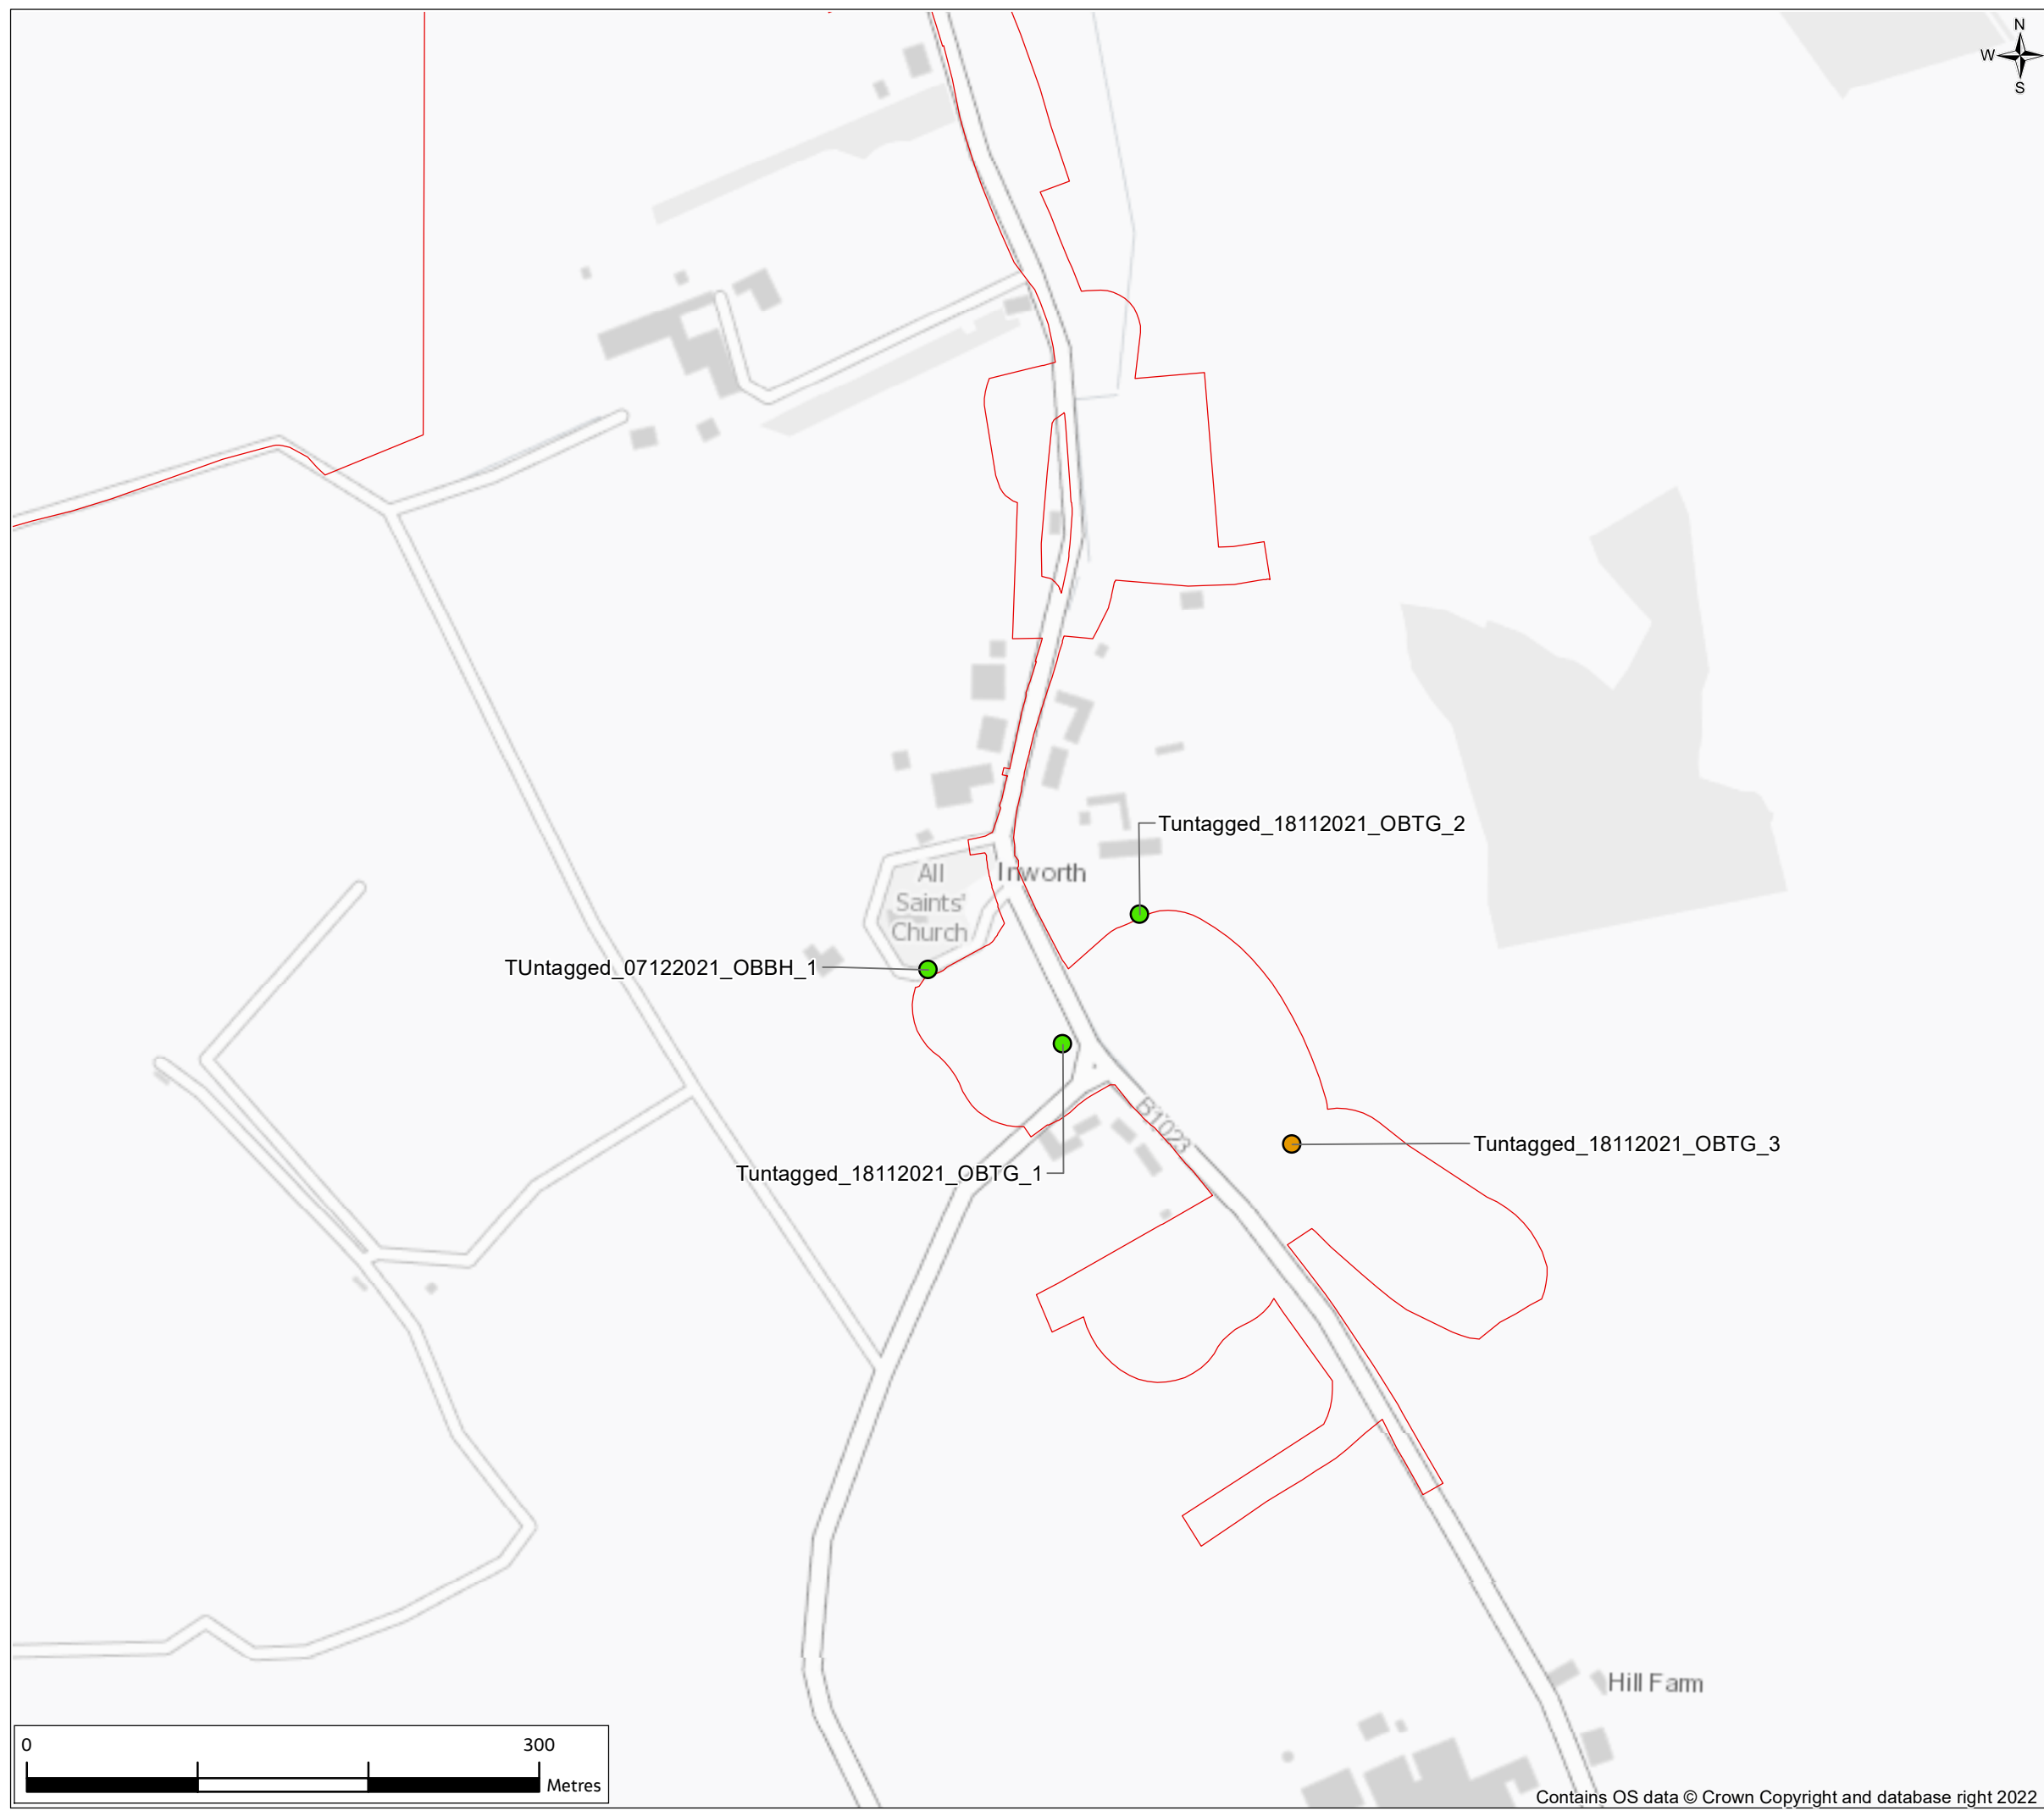 N
W
S
Tuntagged_18112021_OBTG_2
All
Saints'
Church
Inworth
TUntagged_07122021_OBBH_1
B1023
Tuntagged_18112021_OBTG_3
Tuntagged_18112021_OBTG_1
Hill Farm
0 300
Metres
Contains OS data © Crown Copyright and database right 2022